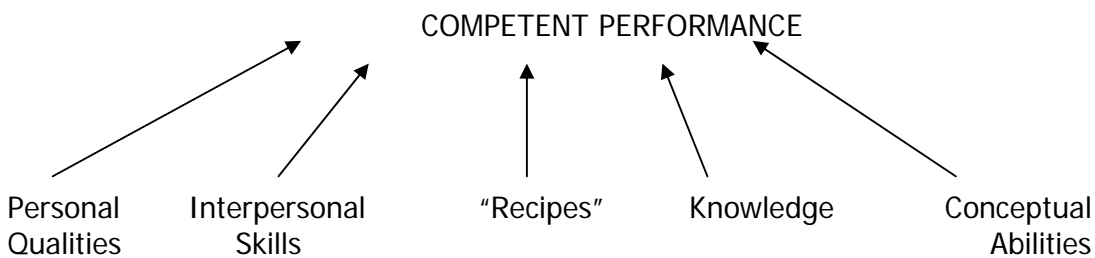 COMPETENT PERFORMANCE
Personal Interpersonal “Recipes” Knowledge Conceptual
Qualities Skills Abilities